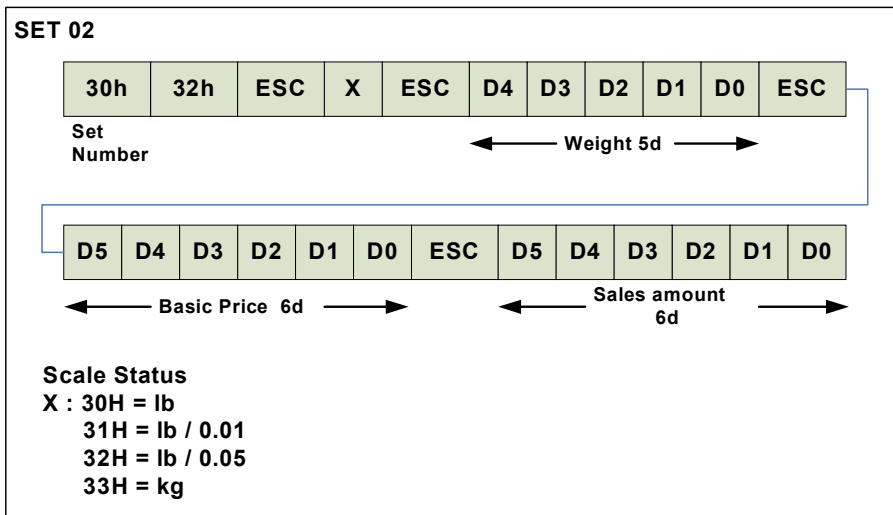 SET 02
30h 32h ESC X ESC D4 D3 D2 D1 D0 ESC
Set
Number
Weight 5d
D5 D4 D3 D2 D1 D0 ESC D5 D4 D3 D2 D1 D0
Basic Price 6d
Sales amount
6d
Scale Status
X : 30H = lb
31H = lb / 0.01
32H = lb / 0.05
33H = kg